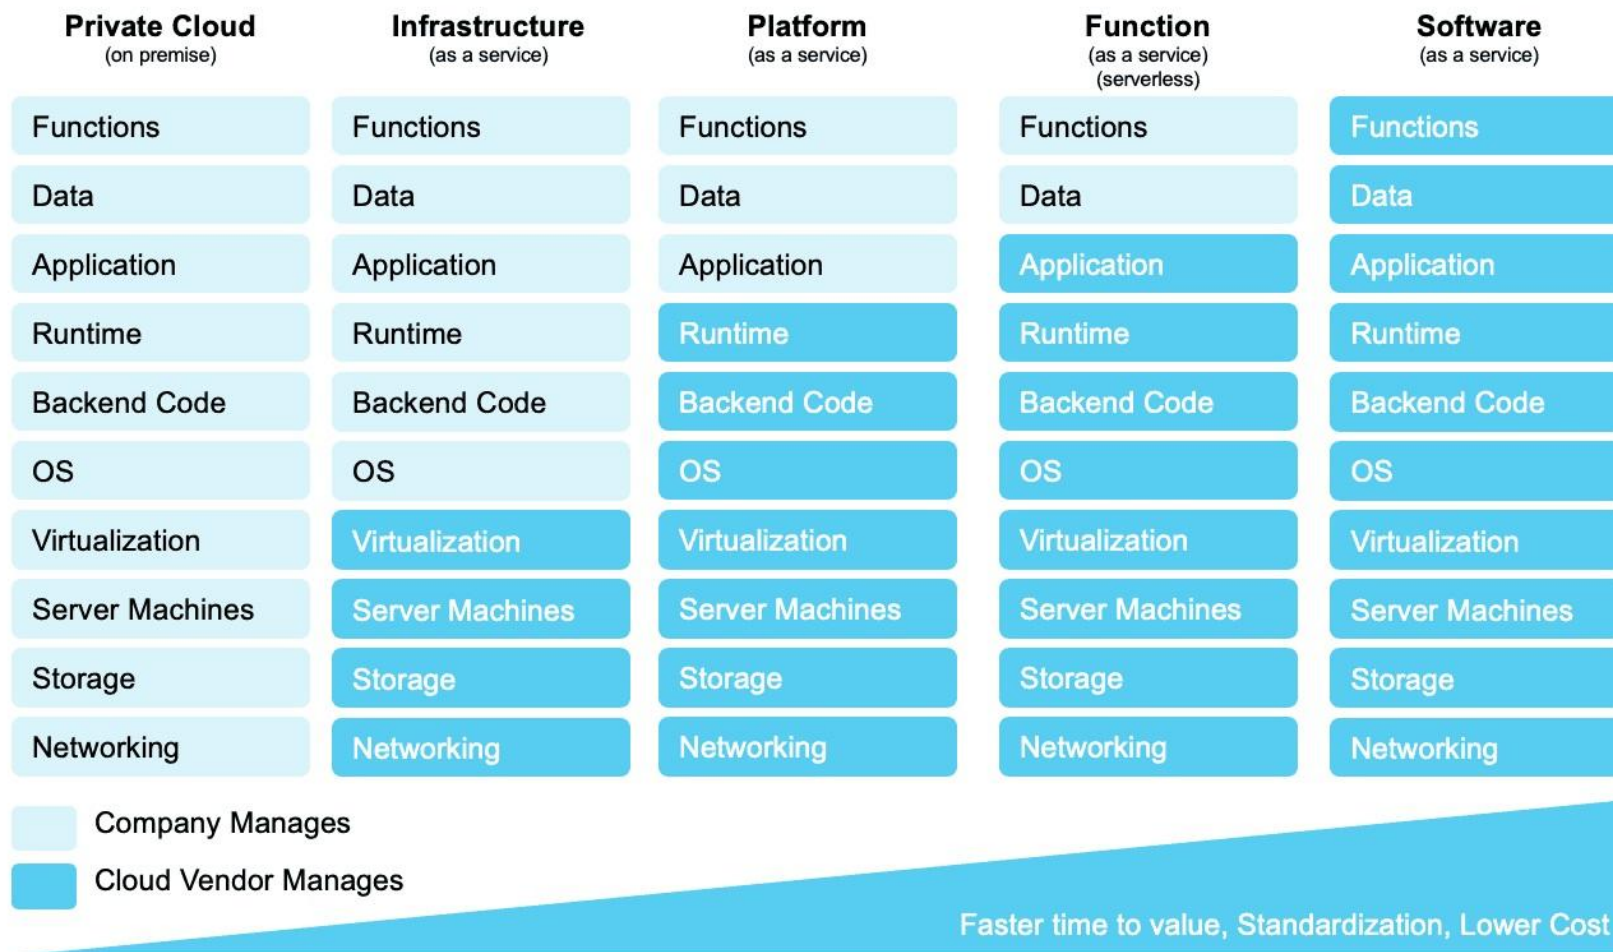 Private Cloud
(on premise)
Functions
Data
Application
Runtime
Backend Code
OS
Virtualization
Server Machines
Storage
Networking
Infrastructure
(as a service)
Functions
Data
Application
Runtime
Backend Code
OS
Virtualization
Server Machines
Storage
Networking
Platform
(as a service)
Functions
Data
Application
Runtime
Backend Code
OS
Virtualization
Server Machines
Storage
Networking
Function
(as a service)
(serverless)
Functions
Data
Application
Runtime
Backend Code
OS
Virtualization
Server Machines
Storage
Networking
Software
(as a service)
Functions
Data
Application
Runtime
Backend Code
OS
Virtualization
Server Machines
Storage
Networking
Company Manages
Cloud Vendor Manages
Faster time to value, Standardization, Lower Cost